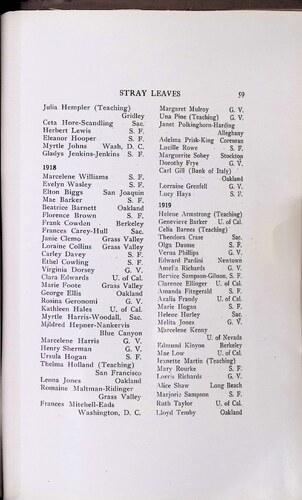 STRAY LEAVES 59
Julia Hempler (Teaching)
Gridley
Ceta Hore-Scandling Sac.
Herbert Lewis S. F.
Eleanor Hooper S. F.
Myrtle Johns Wash, D. C.
Gladys Jenkins-Jenkins S. F.
1918
Marcelene Williams S. F.
Evelyn Wasley S. F.
Elton Biggs San Joaquin
Mae Barker S. F.
Beatrice Barnett Oakland
Florence Brown S. F.
Frank Cowden Berkeley
Frances Carey-Hull Sac.
Janie Clemo Grass Valley
Loraine Collins Grass Valley
Carley Davey S. F.
Ethel Cowling S. F.
Virginia Dorsey G. V.
Clara Edwards U. of Cal.
Marie Foote Grass Valley
George Ellis Oakland
Rosina Geronomi G. V.
Kathleen Hales U. of Cal.
Myrtle Harris-Woodall, Sac.
Mildred Hepner-Nankervis
Blue Canyon
Marcelene Harris G. V.
Henry Sherman G. V.
Ursula Hogan S. F.
Thelma Holland (Teaching)
San Francisco
Leona Jones Oakland
Romaine Maltman-Ridinger
Grass Valley
Frances Mitchell-Eads
Washington, D. C.
Margaret Mulroy G. V.
Una Pine (Teaching) G. V.
Janet Polkinghorn-Harding
Alleghany
Adelma Prisk-King Corcoran
Lucille Rowe S. F.
Marguerite Sobey Stockton
Dorothy Frye G. V.
Carl Gill (Bank of Italy)
Oakland
Lorraine Grenfell G. V.
Lucy Hays S. F.
1919
Helene Armstrong (Teaching)
Genevieve Barker U. of Cal.
Celia Barnes (Teaching)
Theodora Crase Sac.
Olga Dauase S. F.
Verna Phillips G. V.
Edward Pardini Newtown
Amelia Richards G. V.
Bernice Sampson-Gibson, S. F.
Clarence Ellinger U. of Cal.
Amanda Fitzgerald S. F.
Azalia Frandy U. of Cal.
Marie Hogan S. F.
Helene Hurley Sac.
Melita Jones G. V.
Marcelene Kenny
U. of Nevada
Edmund Kinyon Berkeley
Mae Low U. of Cal.
Jeanette Martin (Teaching)
Mary Rourke S. F.
Lorris Richards G. V.
Alice Shaw Long Beach
Marjorie Sampson S. F.
Ruth Taylor U. of Cal.
Lloyd Temby Oakland